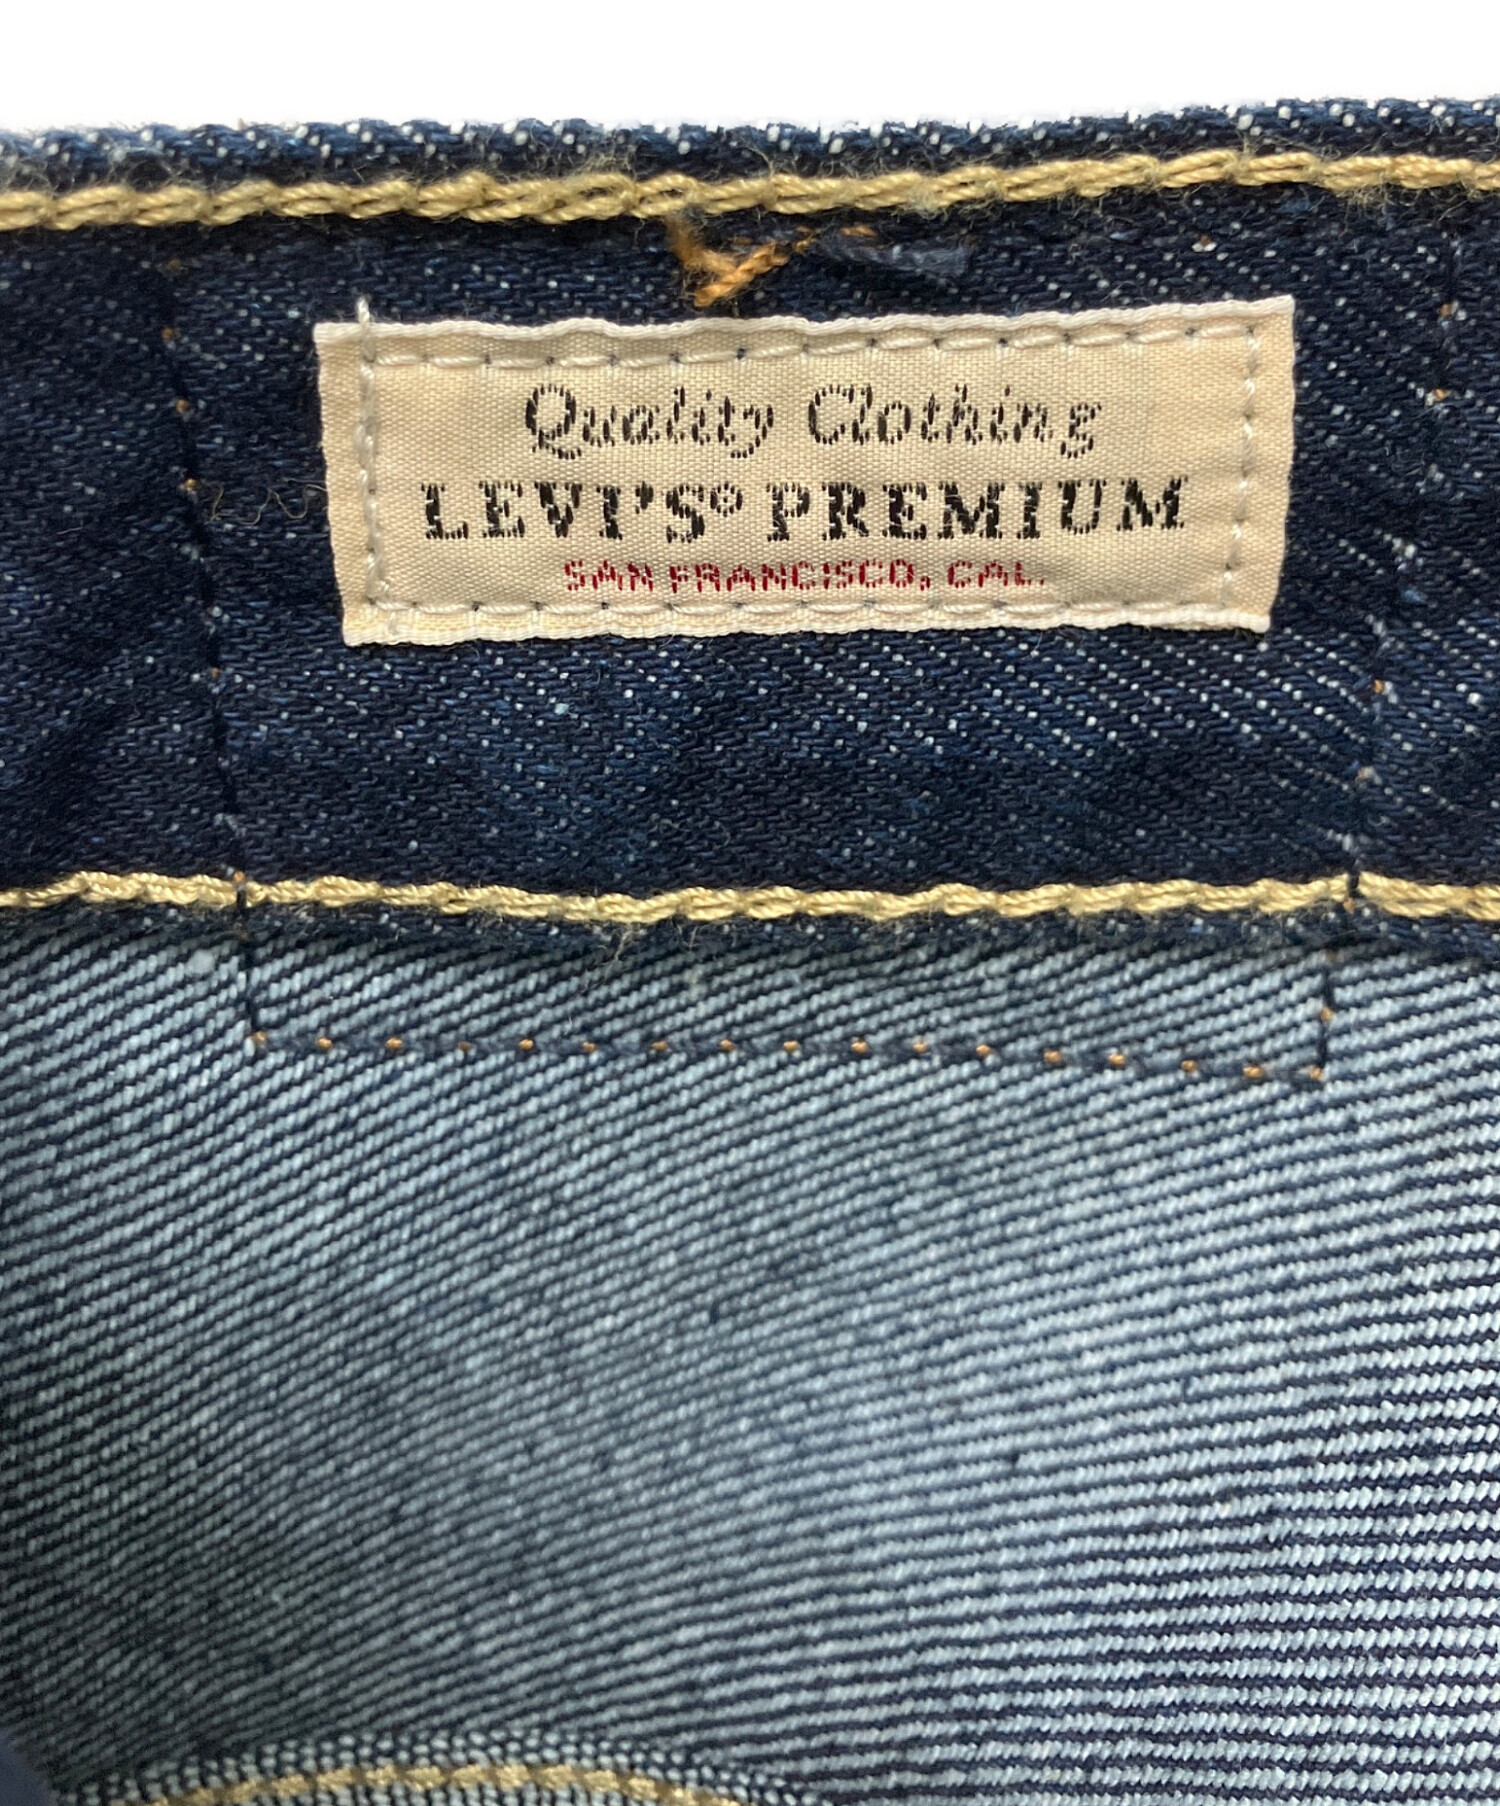 Quality Clothing
LEVI'S® PREMIUM
SAN FRANCISCO, CAL.